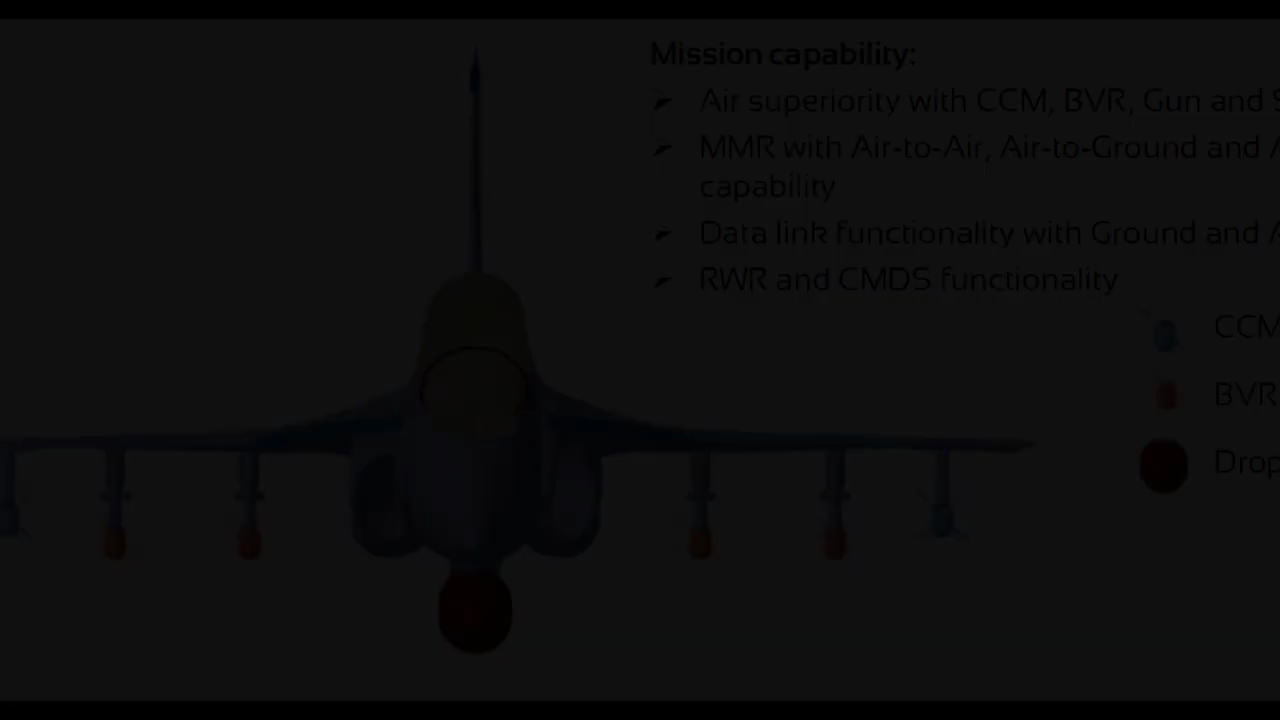 Mission capability:
Air superiority with CCM, BVR, Gun and
MMR with Air-to-Air, Air-to-Ground and
capability
Data link functionality with Ground and
RWR and CMDS functionality
CCM
BVR
Drop